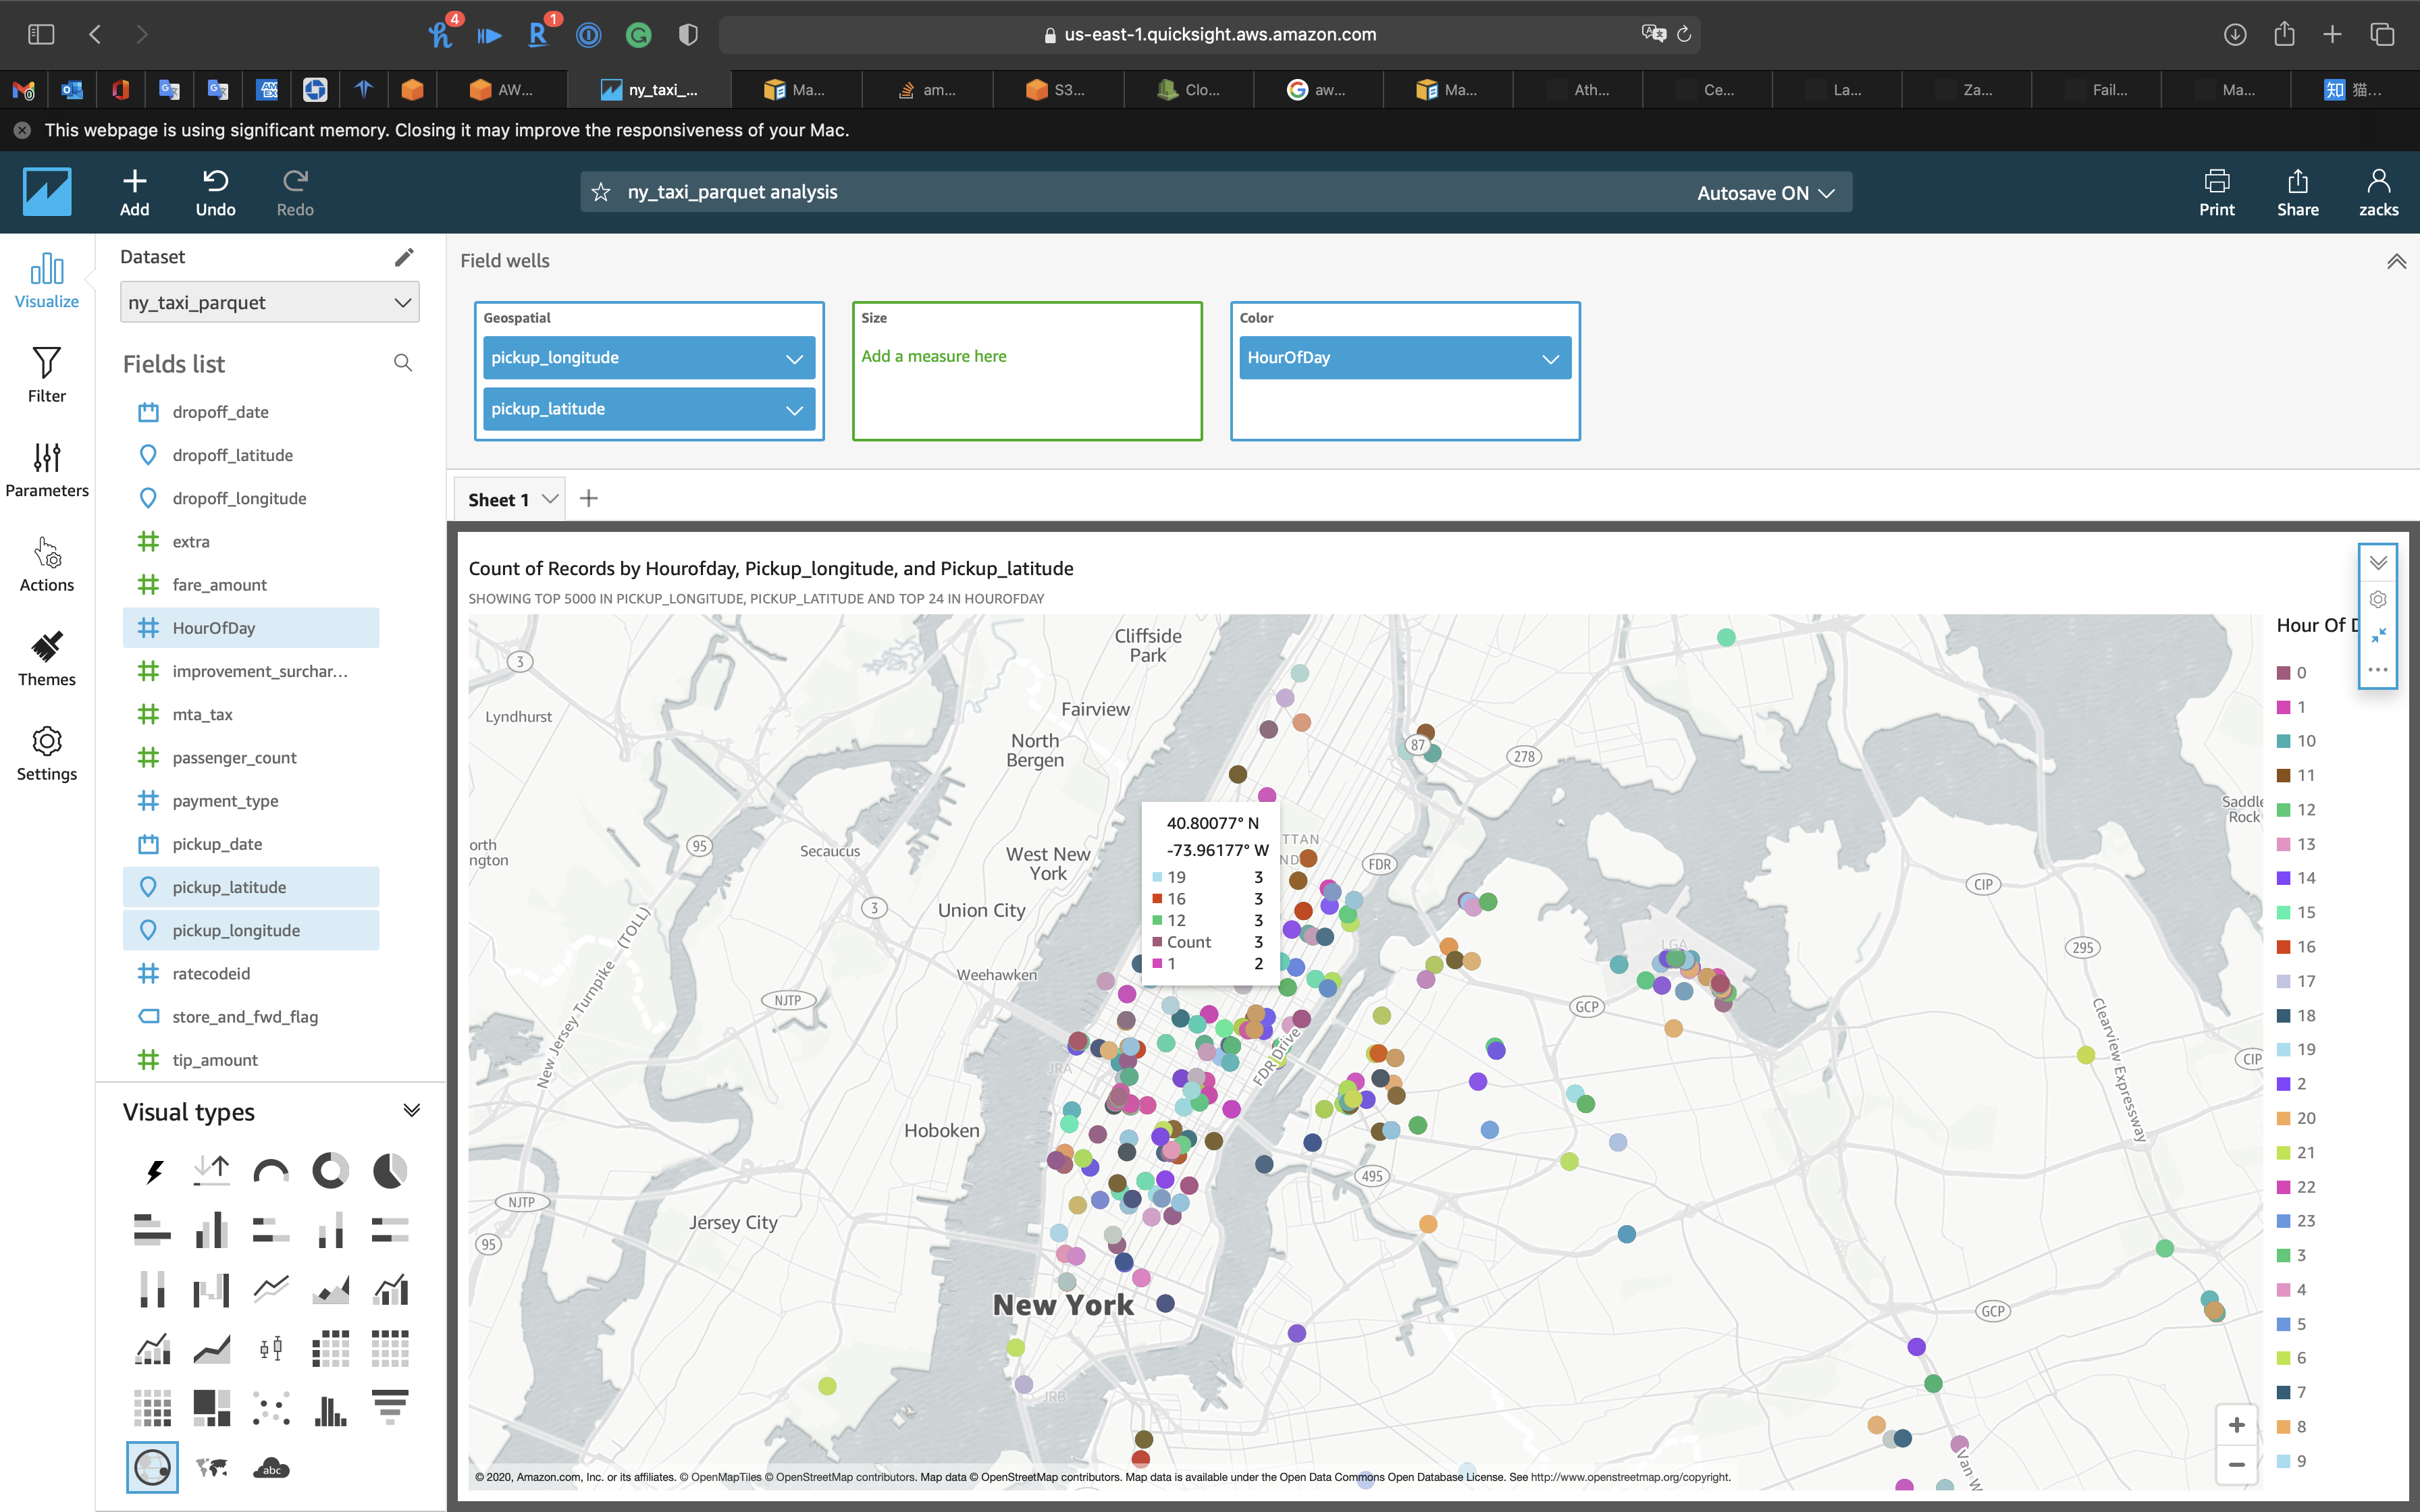 4
1
us-east-1.quicksight.aws.amazon.com
AW...
ny_taxi_...
Ma...
am...
S3...
Clo...
aw...
Ma...
Ath...
Ce...
La...
Za...
Fail...
Ma...
知 猫...
This webpage is using significant memory. Closing it may improve the responsiveness of your Mac.
Add
Undo
Redo
ny_taxi_parquet analysis
Autosave ON
Print
Share
zacks
Visualize
Filter
Parameters
Actions
Themes
Settings
Dataset
ny_taxi_parquet
Fields list
dropoff_date
dropoff_latitude
dropoff_longitude
extra
fare_amount
HourOfDay
improvement_surchar...
mta_tax
passenger_count
payment_type
pickup_date
pickup_latitude
pickup_longitude
ratecodeid
store_and_fwd_flag
tip_amount
Visual types
abc
Field wells
Geospatial
pickup_longitude
pickup_latitude
Size
Add a measure here
Color
HourOfDay
Sheet 1
Count of Records by Hourofday, Pickup_longitude, and Pickup_latitude
SHOWING TOP 5000 IN PICKUP_LONGITUDE, PICKUP_LATITUDE AND TOP 24 IN HOUROFDAY
Cliffside
Park
3
Lyndhurst
Fairview
North
Bergen
87
278
Saddle
Rock
orth
ngton
95
Secaucus
West New
York
TTAN
ND
FDR
CIP
3
Union City
New Jersey Turnpike (TOLL)
Weehawken
LGA
295
NJTP
GCP
Clearview Expressway
CIP
JRA
FDR Drive
Hoboken
495
NJTP
Jersey City
95
New York
GCP
JRB
Van W
40.80077° N
-73.96177° W
19 3
16 3
12 3
Count 3
1 2
Hour Of D
0
1
10
11
12
13
14
15
16
17
18
19
2
20
21
22
23
3
4
5
6
7
8
9
© 2020, Amazon.com, Inc. or its affiliates. © OpenMapTiles © OpenStreetMap contributors. Map data © OpenStreetMap contributors. Map data is available under the Open Data Commons Open Database License. See http://www.openstreetmap.org/copyright.